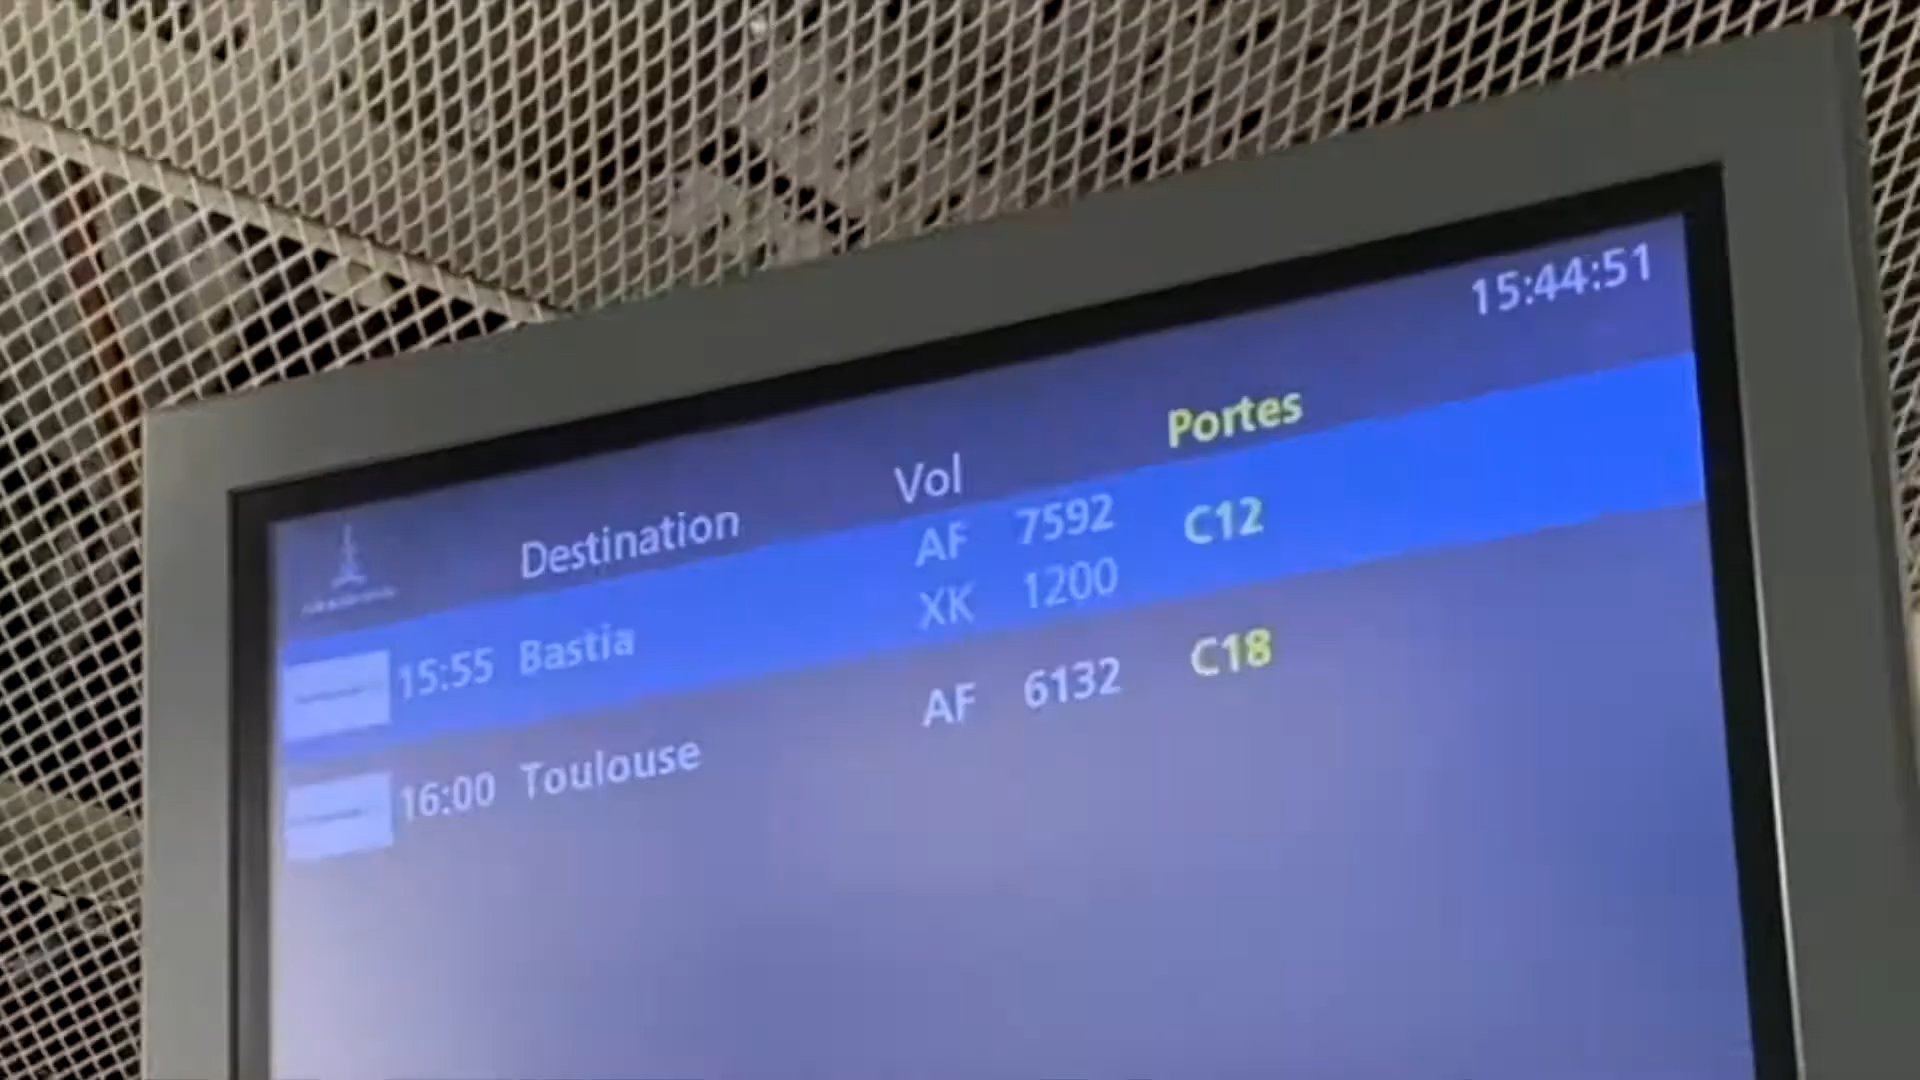 15:44:51
Destination Vol Portes
15:55 Bastia AF 7592 C12
XK 1200
16:00 Toulouse AF 6132 C18